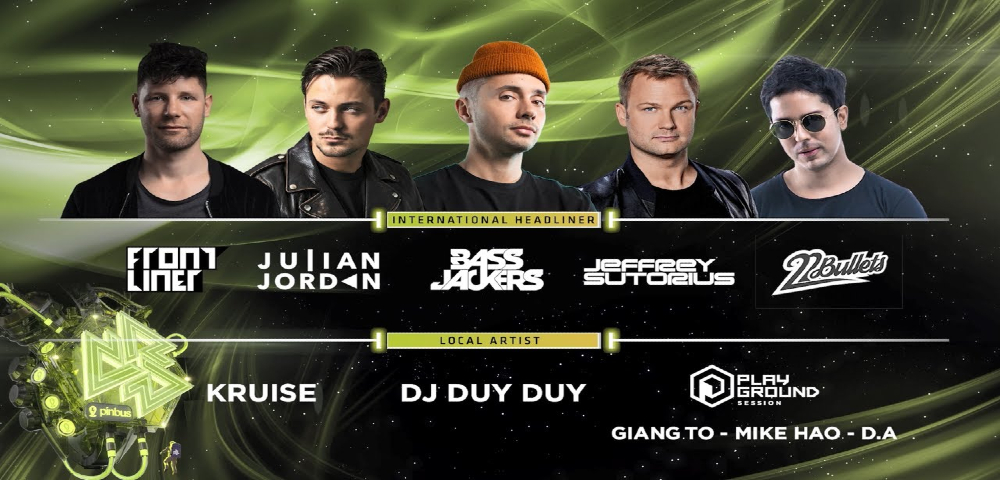 INTERNATIONAL HEADLINER
FRONT
LINER
JULIAN
JORDAN
BASS
JACKERS
JEFFREY
SUTORIUS
22Bullets
LOCAL ARTIST
KRUISE
DJ DUY DUY
PLAY
GROUND
SESSION
pinbus
GIANG TO - MIKE HAO - D.A